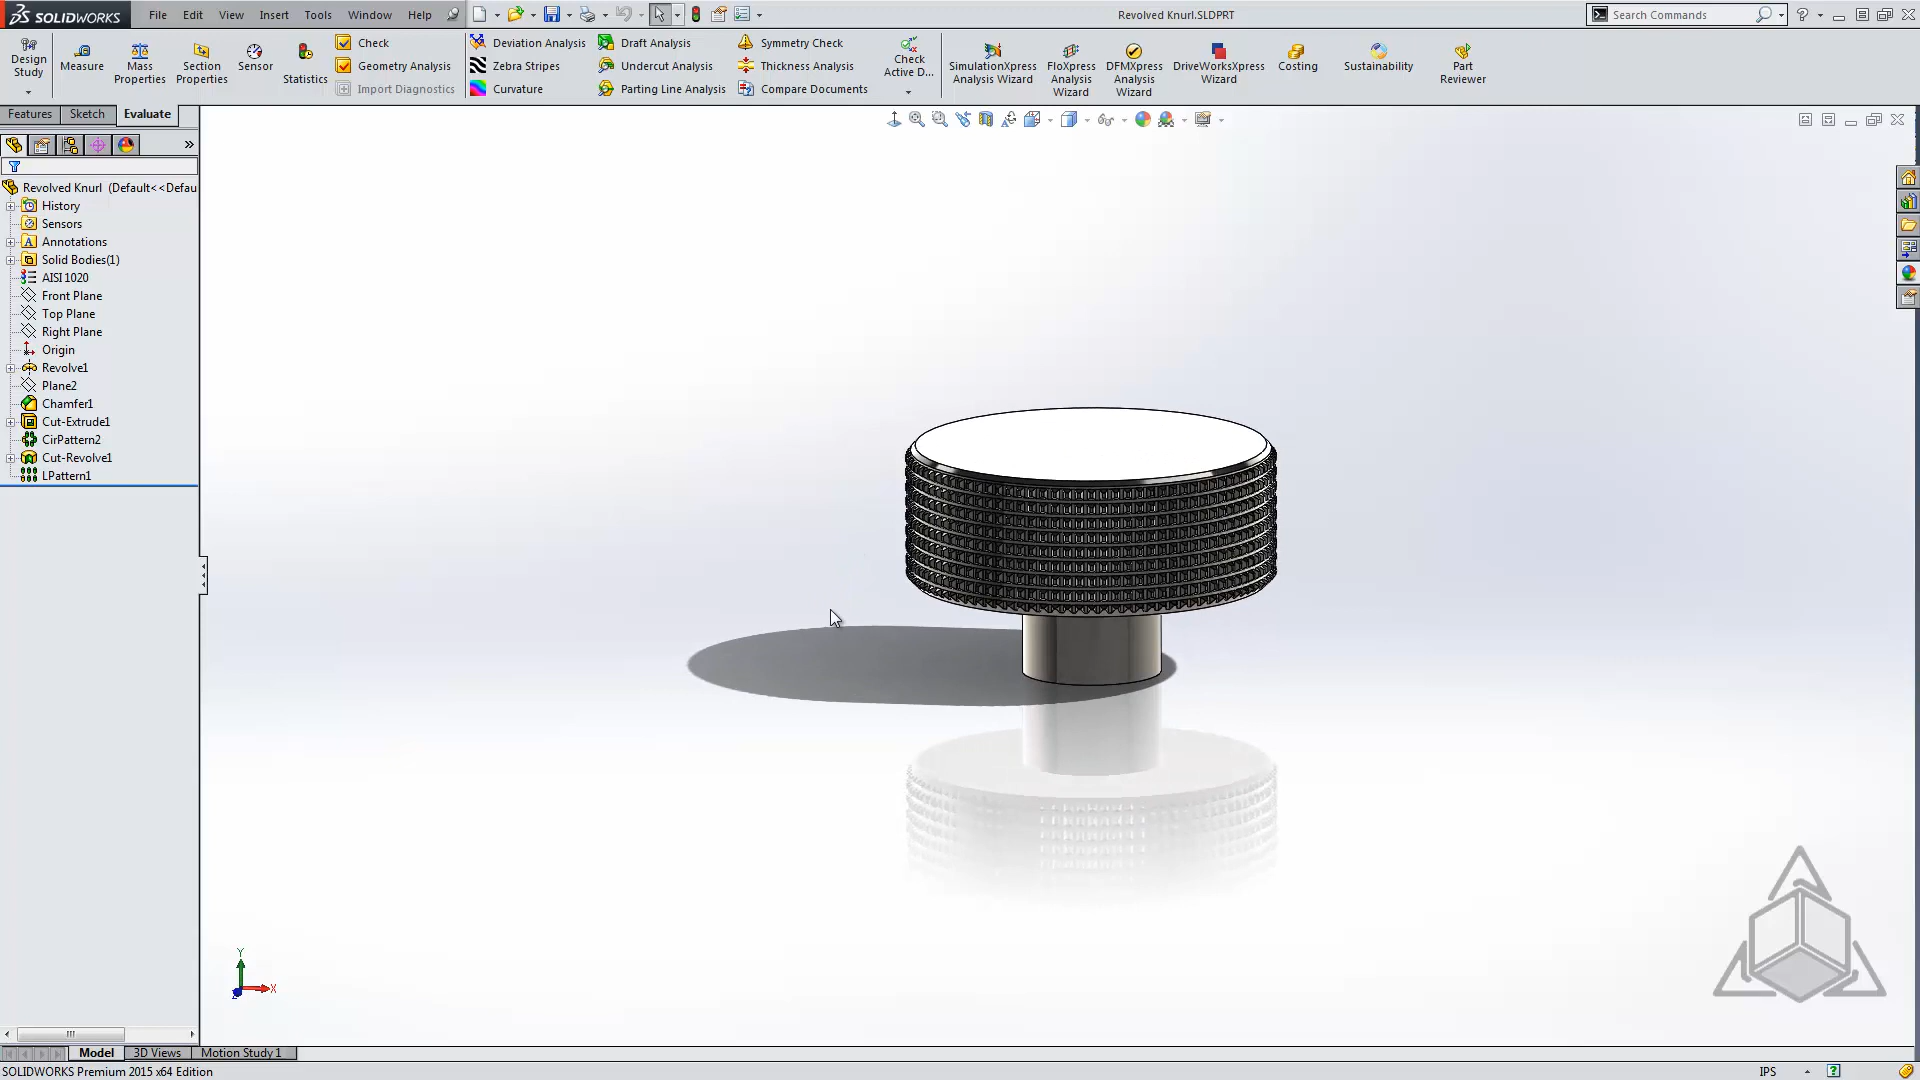 SOLIDWORKS File Edit View Insert Tools Window Help Revolved Knurl.SLDPRT Search Commands
Design Study
Measure
Mass Properties
Section Properties
Sensor
Statistics
Check
Geometry Analysis
Import Diagnostics
Deviation Analysis
Zebra Stripes
Curvature
Draft Analysis
Undercut Analysis
Parting Line Analysis
Symmetry Check
Thickness Analysis
Compare Documents
Check Active D...
SimulationXpress Analysis Wizard
FloXpress Analysis Wizard
DFMXpress Analysis Wizard
DriveWorksXpress Wizard
Costing
Sustainability
Part Reviewer
Features Sketch Evaluate
Revolved Knurl (Default<<Defau
History
Sensors
Annotations
Solid Bodies(1)
AISI 1020
Front Plane
Top Plane
Right Plane
Origin
Revolve1
Plane2
Chamfer1
Cut-Extrude1
CirPattern2
Cut-Revolve1
LPattern1
Y
X
Z
Model 3D Views Motion Study 1
SOLIDWORKS Premium 2015 x64 Edition IPS